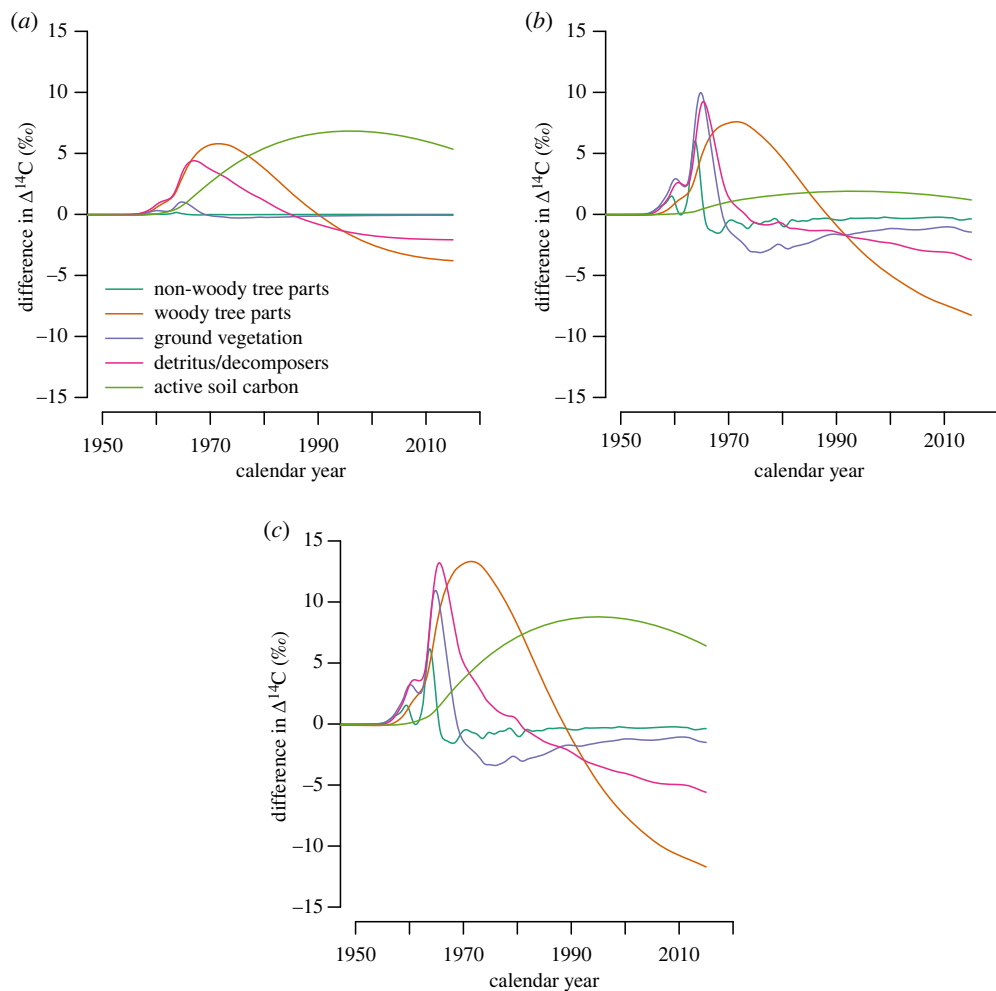 (a)
15
10
5
0
–5
–10
–15
difference in Δ14C (‰)
non-woody tree parts
woody tree parts
ground vegetation
detritus/decomposers
active soil carbon
1950 1970 1990 2010
calendar year
(b)
15
10
5
0
–5
–10
–15
difference in Δ14C (‰)
1950 1970 1990 2010
calendar year
(c)
15
10
5
0
–5
–10
–15
difference in Δ14C (‰)
1950 1970 1990 2010
calendar year